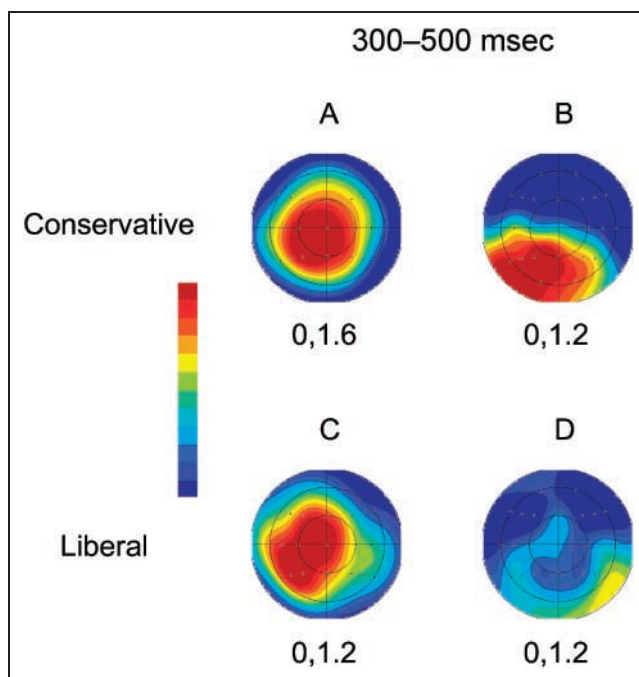 300–500 msec
A B
Conservative
0,1.6 0,1.2
C D
Liberal
0,1.2 0,1.2